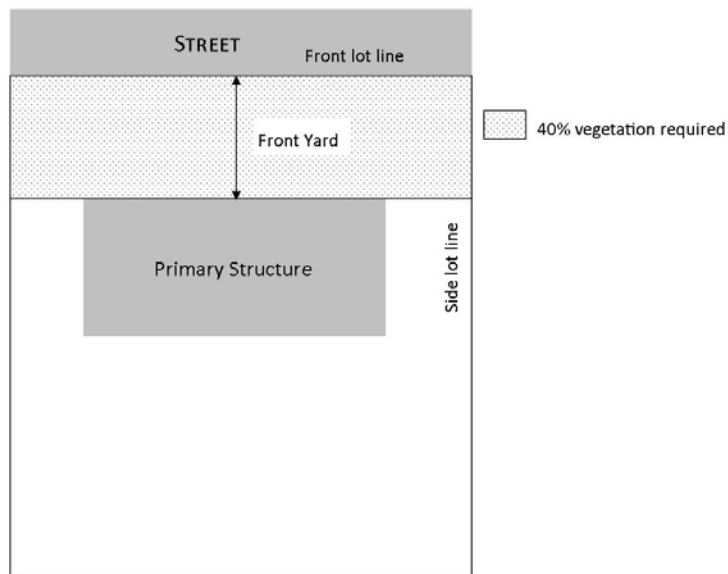 STREET
Front lot line
Front Yard
40% vegetation required
Side lot line
Primary Structure